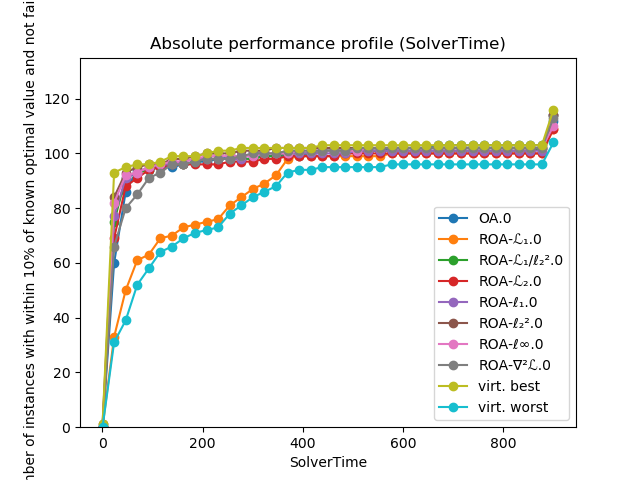 Absolute performance profile (SolverTime)
of instances with within 10% of known optimal value and not
120
100
80
60
40
20
0
0 200 400 600 800
SolverTime
OA.0
ROA-ℒ₁.0
ROA-ℒ₁/ℓ₂².0
ROA-ℒ₂.0
ROA-ℓ₁.0
ROA-ℓ₂².0
ROA-ℓ∞.0
ROA-∇²ℒ.0
virt. best
virt. worst